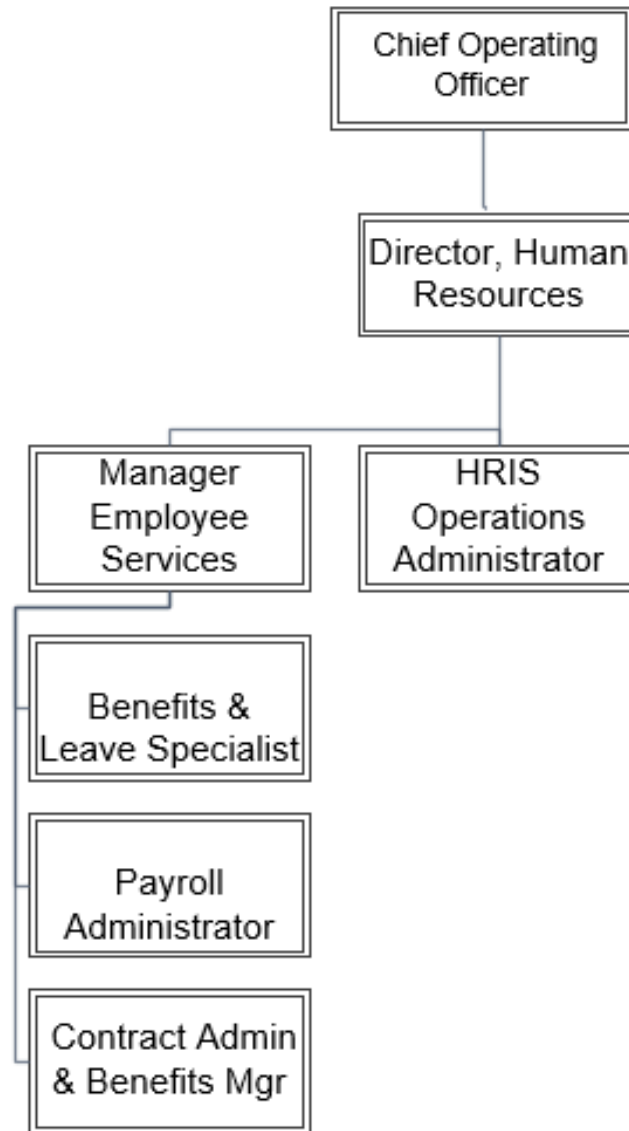 Chief Operating
Officer
Director, Human
Resources
Manager
Employee
Services
HRIS
Operations
Administrator
Benefits &
Leave Specialist
Payroll
Administrator
Contract Admin
& Benefits Mgr